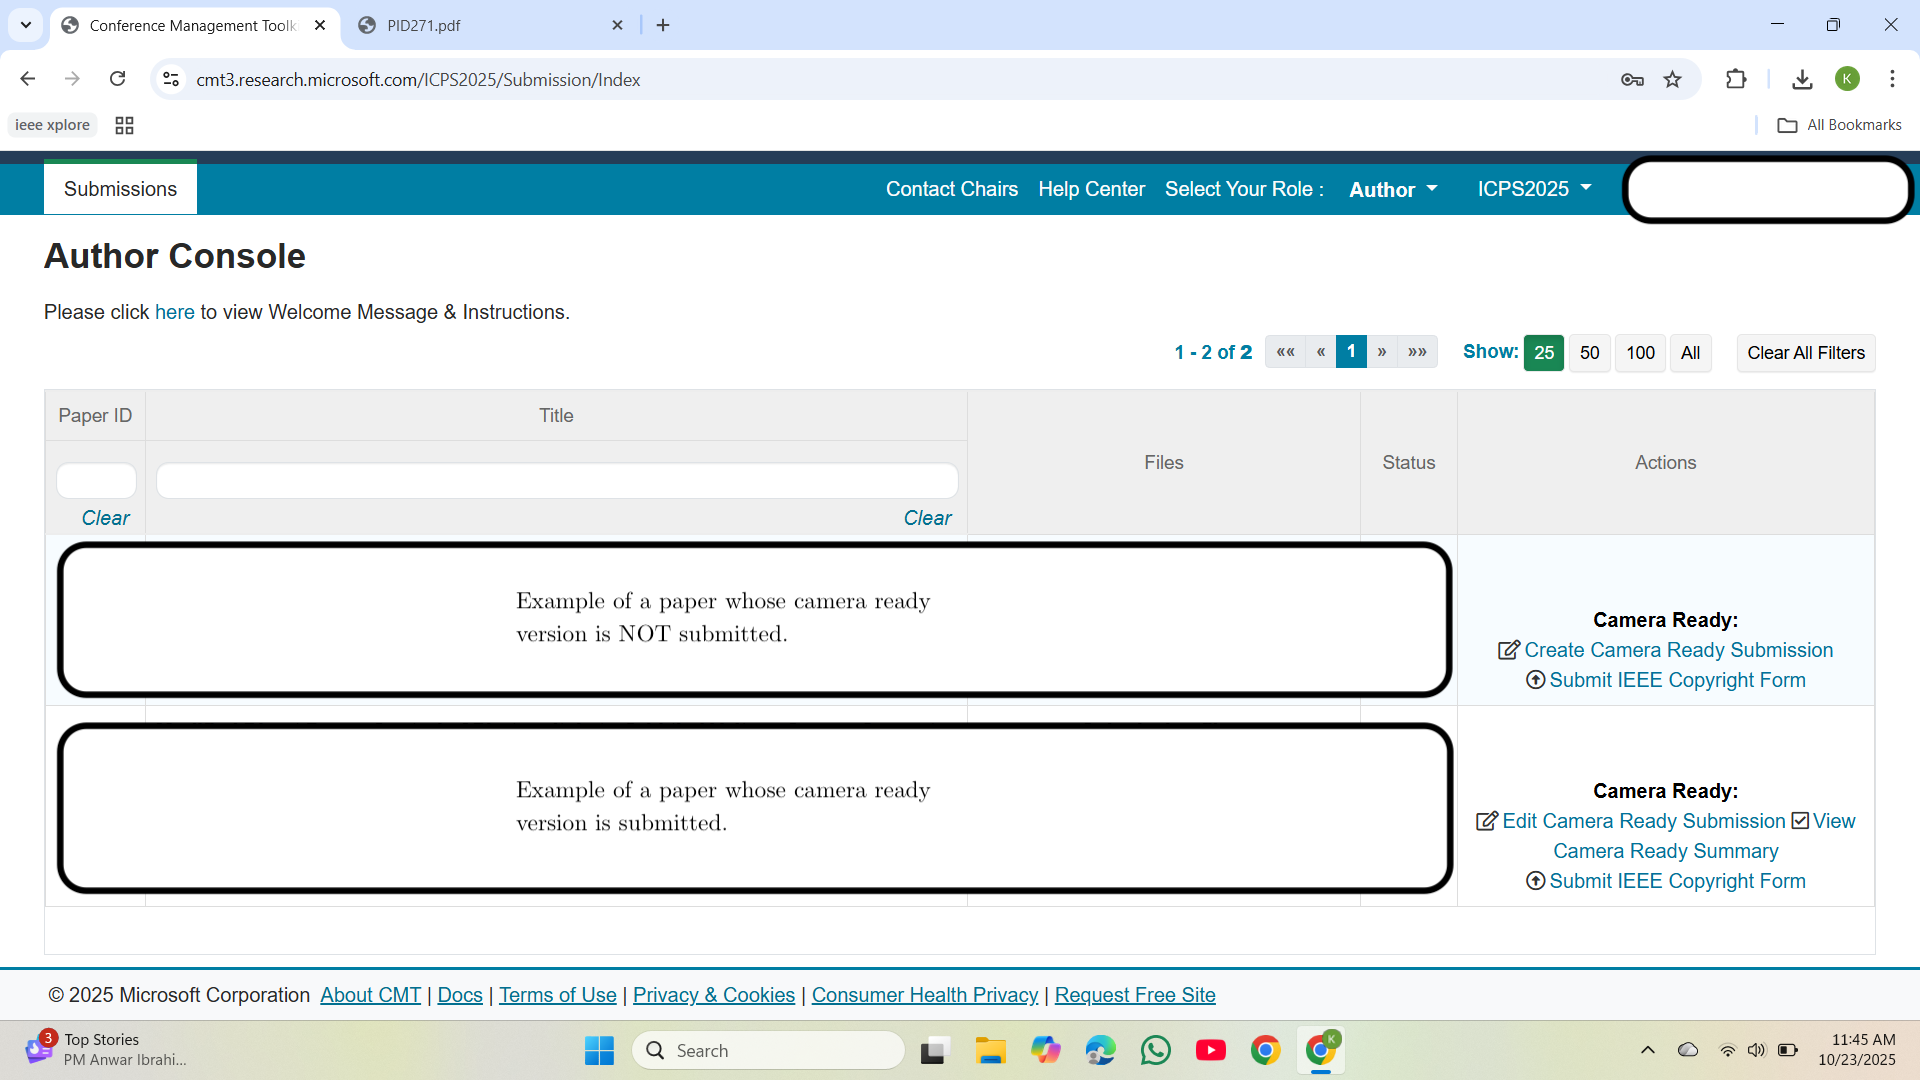 Conference Management Toolk
PID271.pdf
cmt3.research.microsoft.com/ICPS2025/Submission/Index
K
ieee xplore
All Bookmarks
Submissions
Contact Chairs
Help Center
Select Your Role :
Author
ICPS2025
Author Console
Please click here to view Welcome Message & Instructions.
1 - 2 of 2
«« « 1 » »»
Show: 25 50 100 All
Clear All Filters
Paper ID
Title
Files
Status
Actions
Clear
Clear
Example of a paper whose camera ready
version is NOT submitted.
Camera Ready:
Create Camera Ready Submission
Submit IEEE Copyright Form
Example of a paper whose camera ready
version is submitted.
Camera Ready:
Edit Camera Ready Submission View
Camera Ready Summary
Submit IEEE Copyright Form
© 2025 Microsoft Corporation About CMT | Docs | Terms of Use | Privacy & Cookies | Consumer Health Privacy | Request Free Site
3
Top Stories
PM Anwar Ibrahi...
Search
K
11:45 AM
10/23/2025